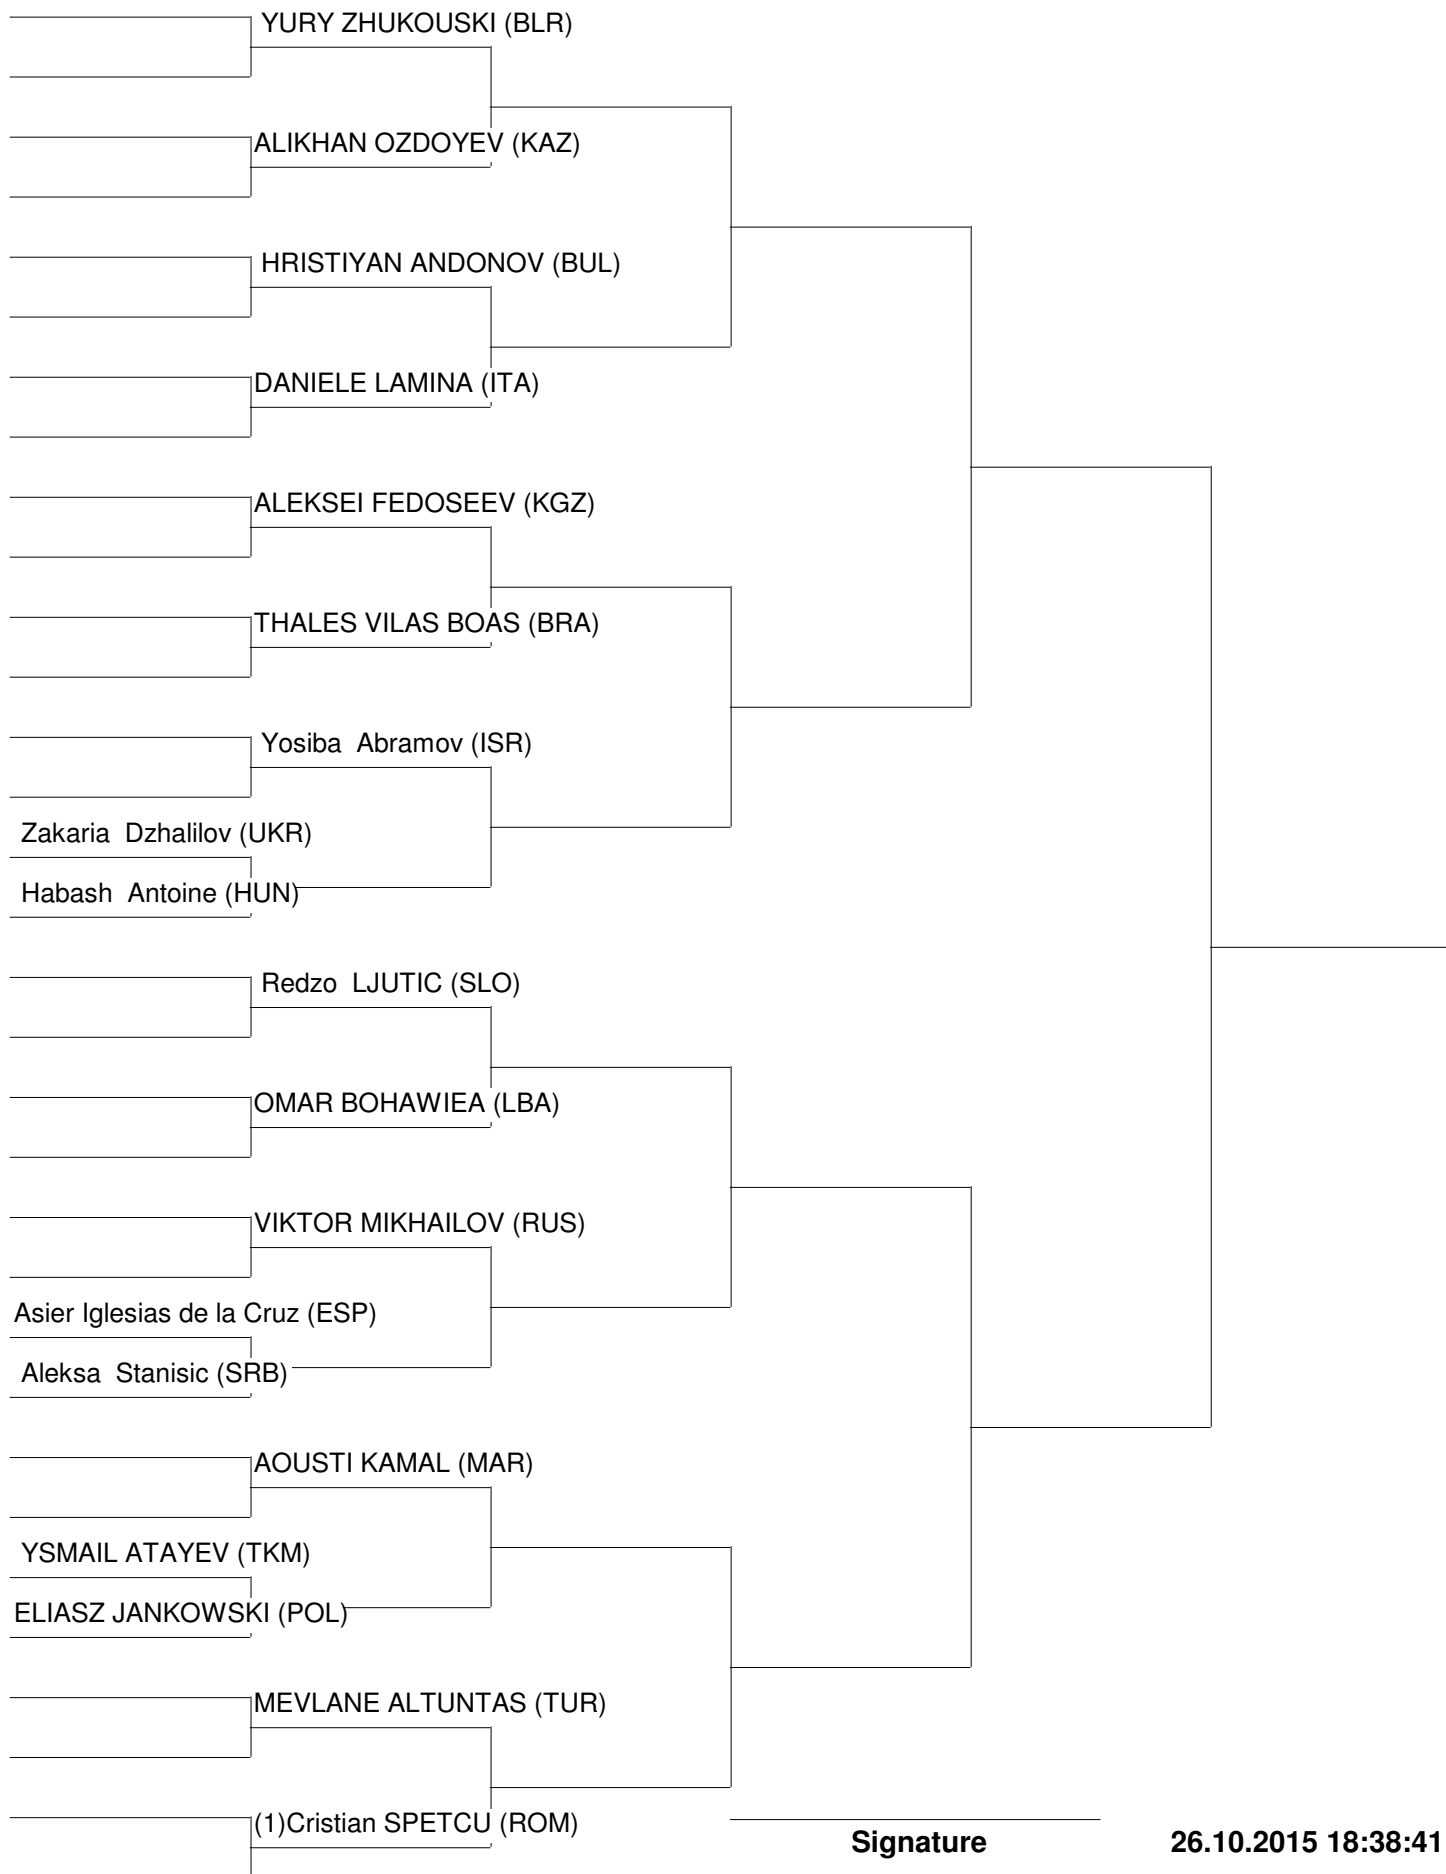 YURY ZHUKOUSKI (BLR)
ALIKHAN OZDOYEV (KAZ)
HRISTIYAN ANDONOV (BUL)
DANIELE LAMINA (ITA)
ALEKSEI FEDOSEEV (KGZ)
THALES VILAS BOAS (BRA)
Yosiba Abramov (ISR)
Zakaria Dzhalilov (UKR)
Habash Antoine (HUN)
Redzo LJUTIC (SLO)
OMAR BOHAWIEA (LBA)
VIKTOR MIKHAILOV (RUS)
Asier Iglesias de la Cruz (ESP)
Aleksa Stanisic (SRB)
AOUSTI KAMAL (MAR)
YSMAIL ATAYEV (TKM)
ELIASZ JANKOWSKI (POL)
MEVLANE ALTUNTAS (TUR)
(1)Cristian SPETCU (ROM)
Signature
26.10.2015 18:38:41